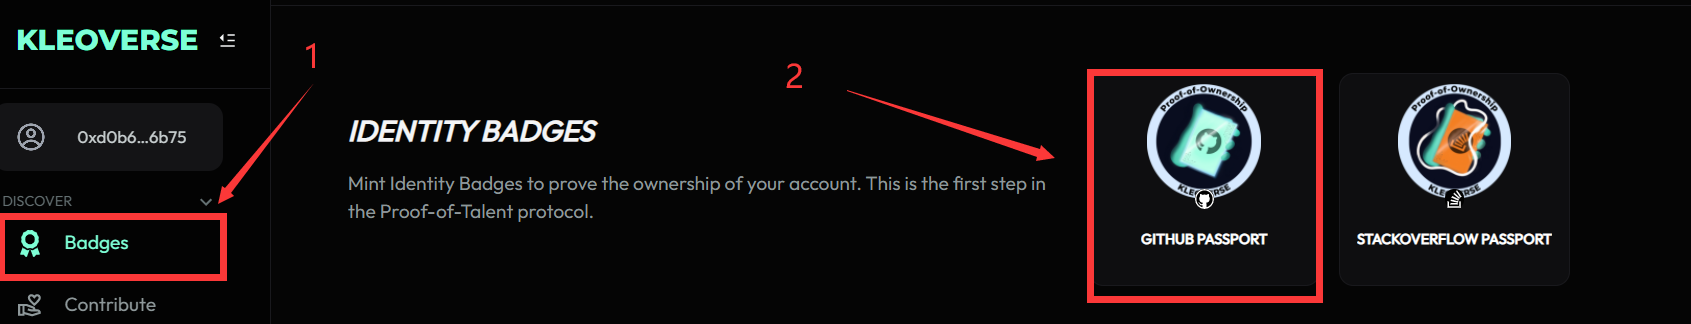 KLEOVERSE
1
2
0xd0b6...6b75
IDENTITY BADGES
Mint Identity Badges to prove the ownership of your account. This is the first step in
the Proof-of-Talent protocol.
DISCOVER
Badges
Contribute
Proof-of-Ownership
GITHUB PASSPORT
Proof-of-Ownership
STACKOVERFLOW PASSPORT